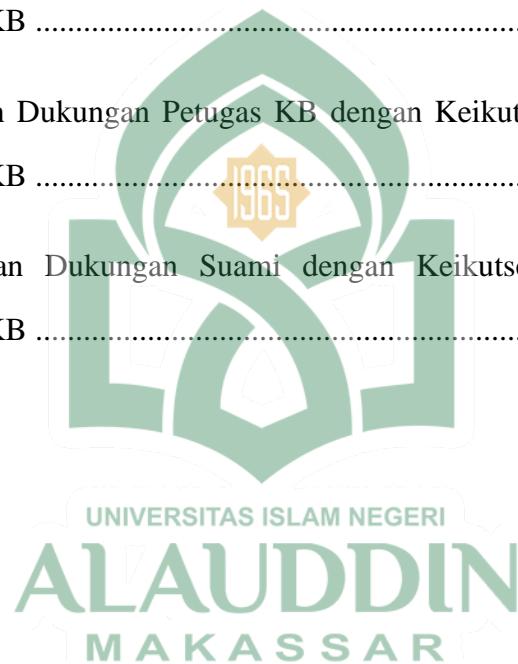 KB ............................................................
n Dukungan Petugas KB dengan Keikut
KB ............................................................
1965
an Dukungan Suami dengan Keikutse
KB ............................................................
UNIVERSITAS ISLAM NEGERI
ALAUDDIN
MAKASSAR